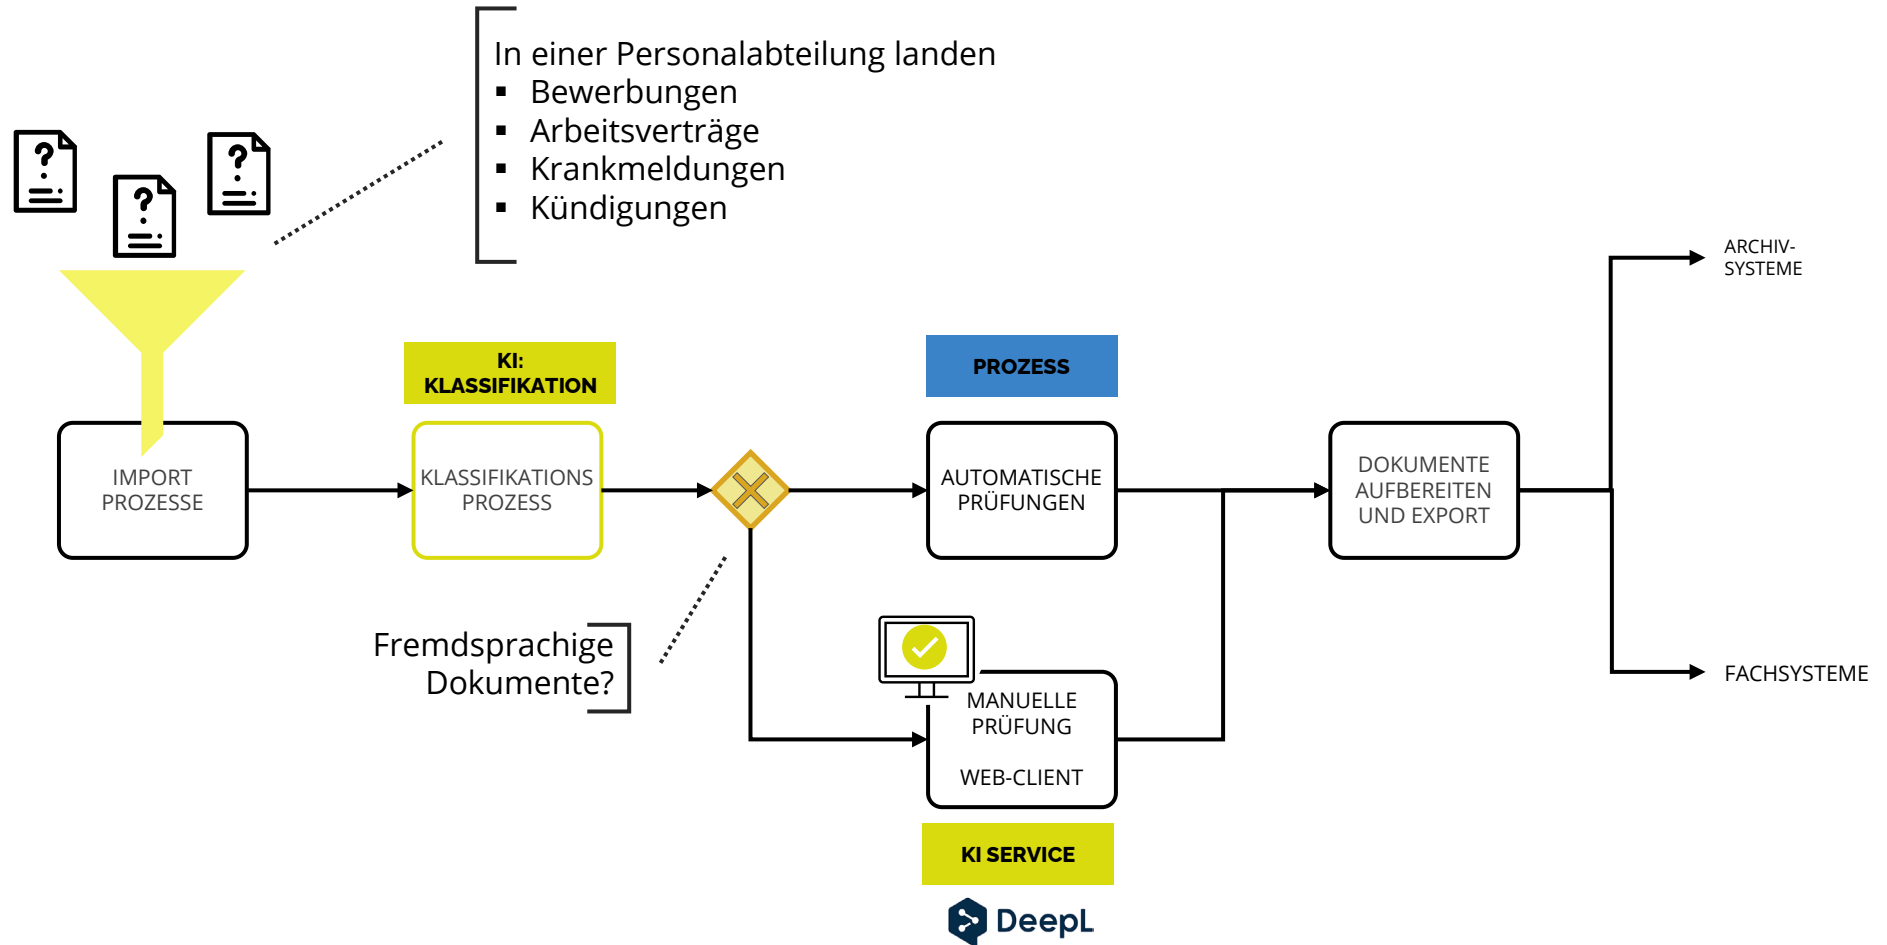 In einer Personalabteilung landen
▪ Bewerbungen
▪ Arbeitsverträge
▪ Krankmeldungen
▪ Kündigungen
?
?
?
ARCHIV-
SYSTEME
KI:
KLASSIFIKATION
PROZESS
IMPORT
PROZESSE
KLASSIFIKATIONS
PROZESS
AUTOMATISCHE
PRÜFUNGEN
DOKUMENTE
AUFBEREITEN
UND EXPORT
Fremdsprachige
Dokumente?
MANUELLE
PRÜFUNG
WEB-CLIENT
FACHSYSTEME
KI SERVICE
DeepL